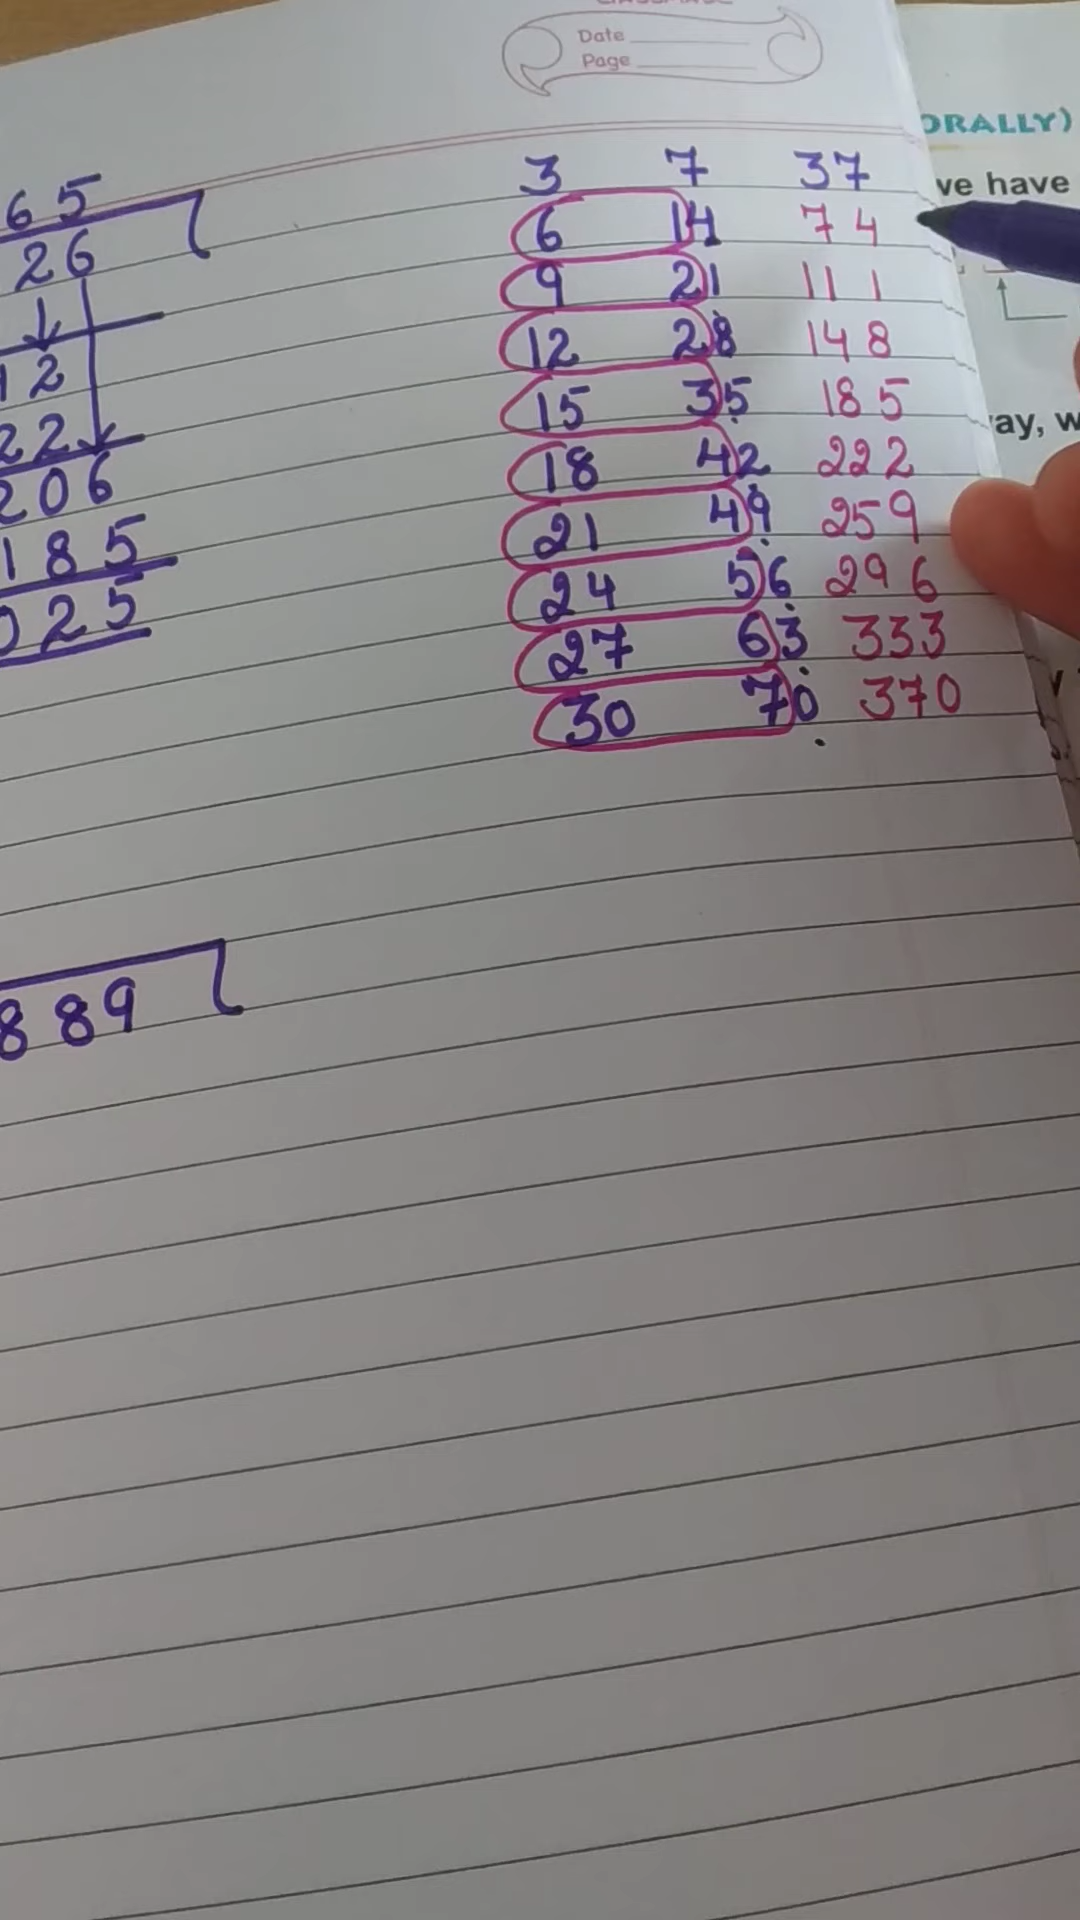 Date
Page
ORALLY)
ve have
ay, w
65
26
12
22
206
185
025
889
3 7 37
6 14 74
9 21 111
12 28 148
15 35 185
18 42 222
21 49 259
24 56 296
27 63 333
30 70 370